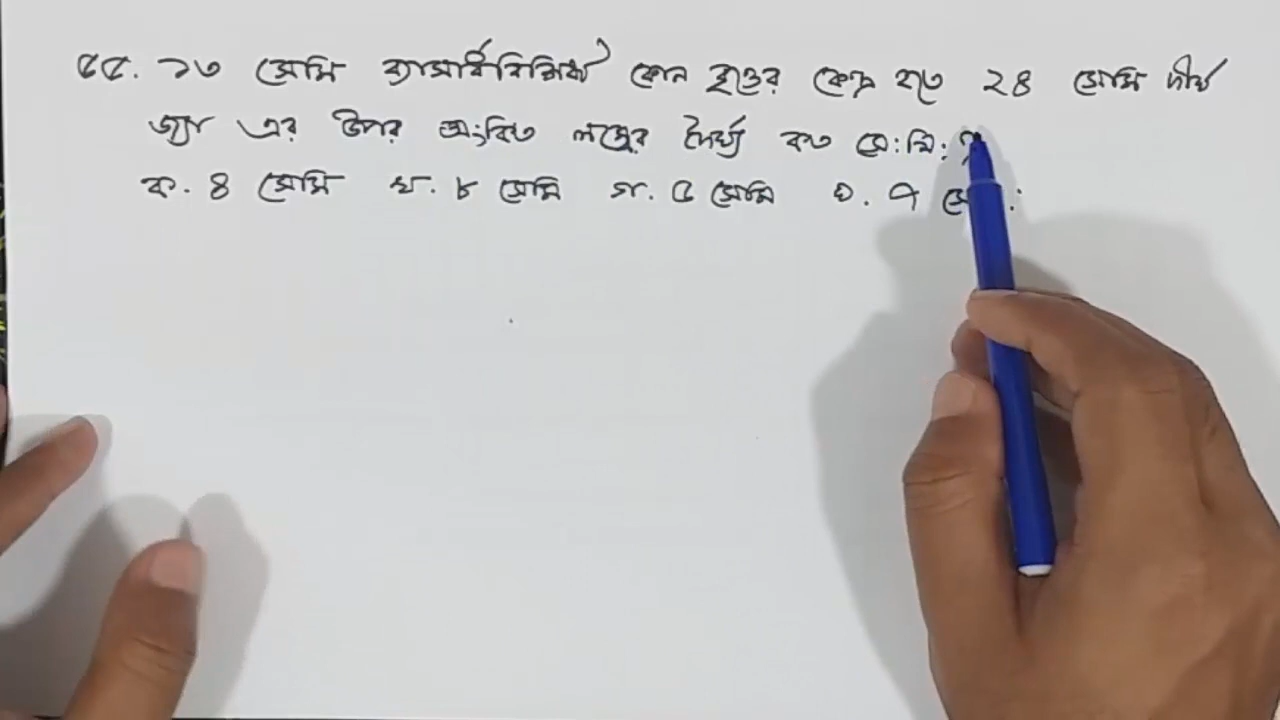 ৫৫. ১৩ সেমি ব্যাসার্ধবিশিষ্ট কোন বৃত্তের কেন্দ্র হতে ২৪ সেমি দীর্ঘ
জ্যা এর উপর অংকিত লম্বের দৈর্ঘ্য কত সে:মি: ?
ক. ৪ সেমি খ. ৮ সেমি গ. ৫ সেমি ঘ. ৭